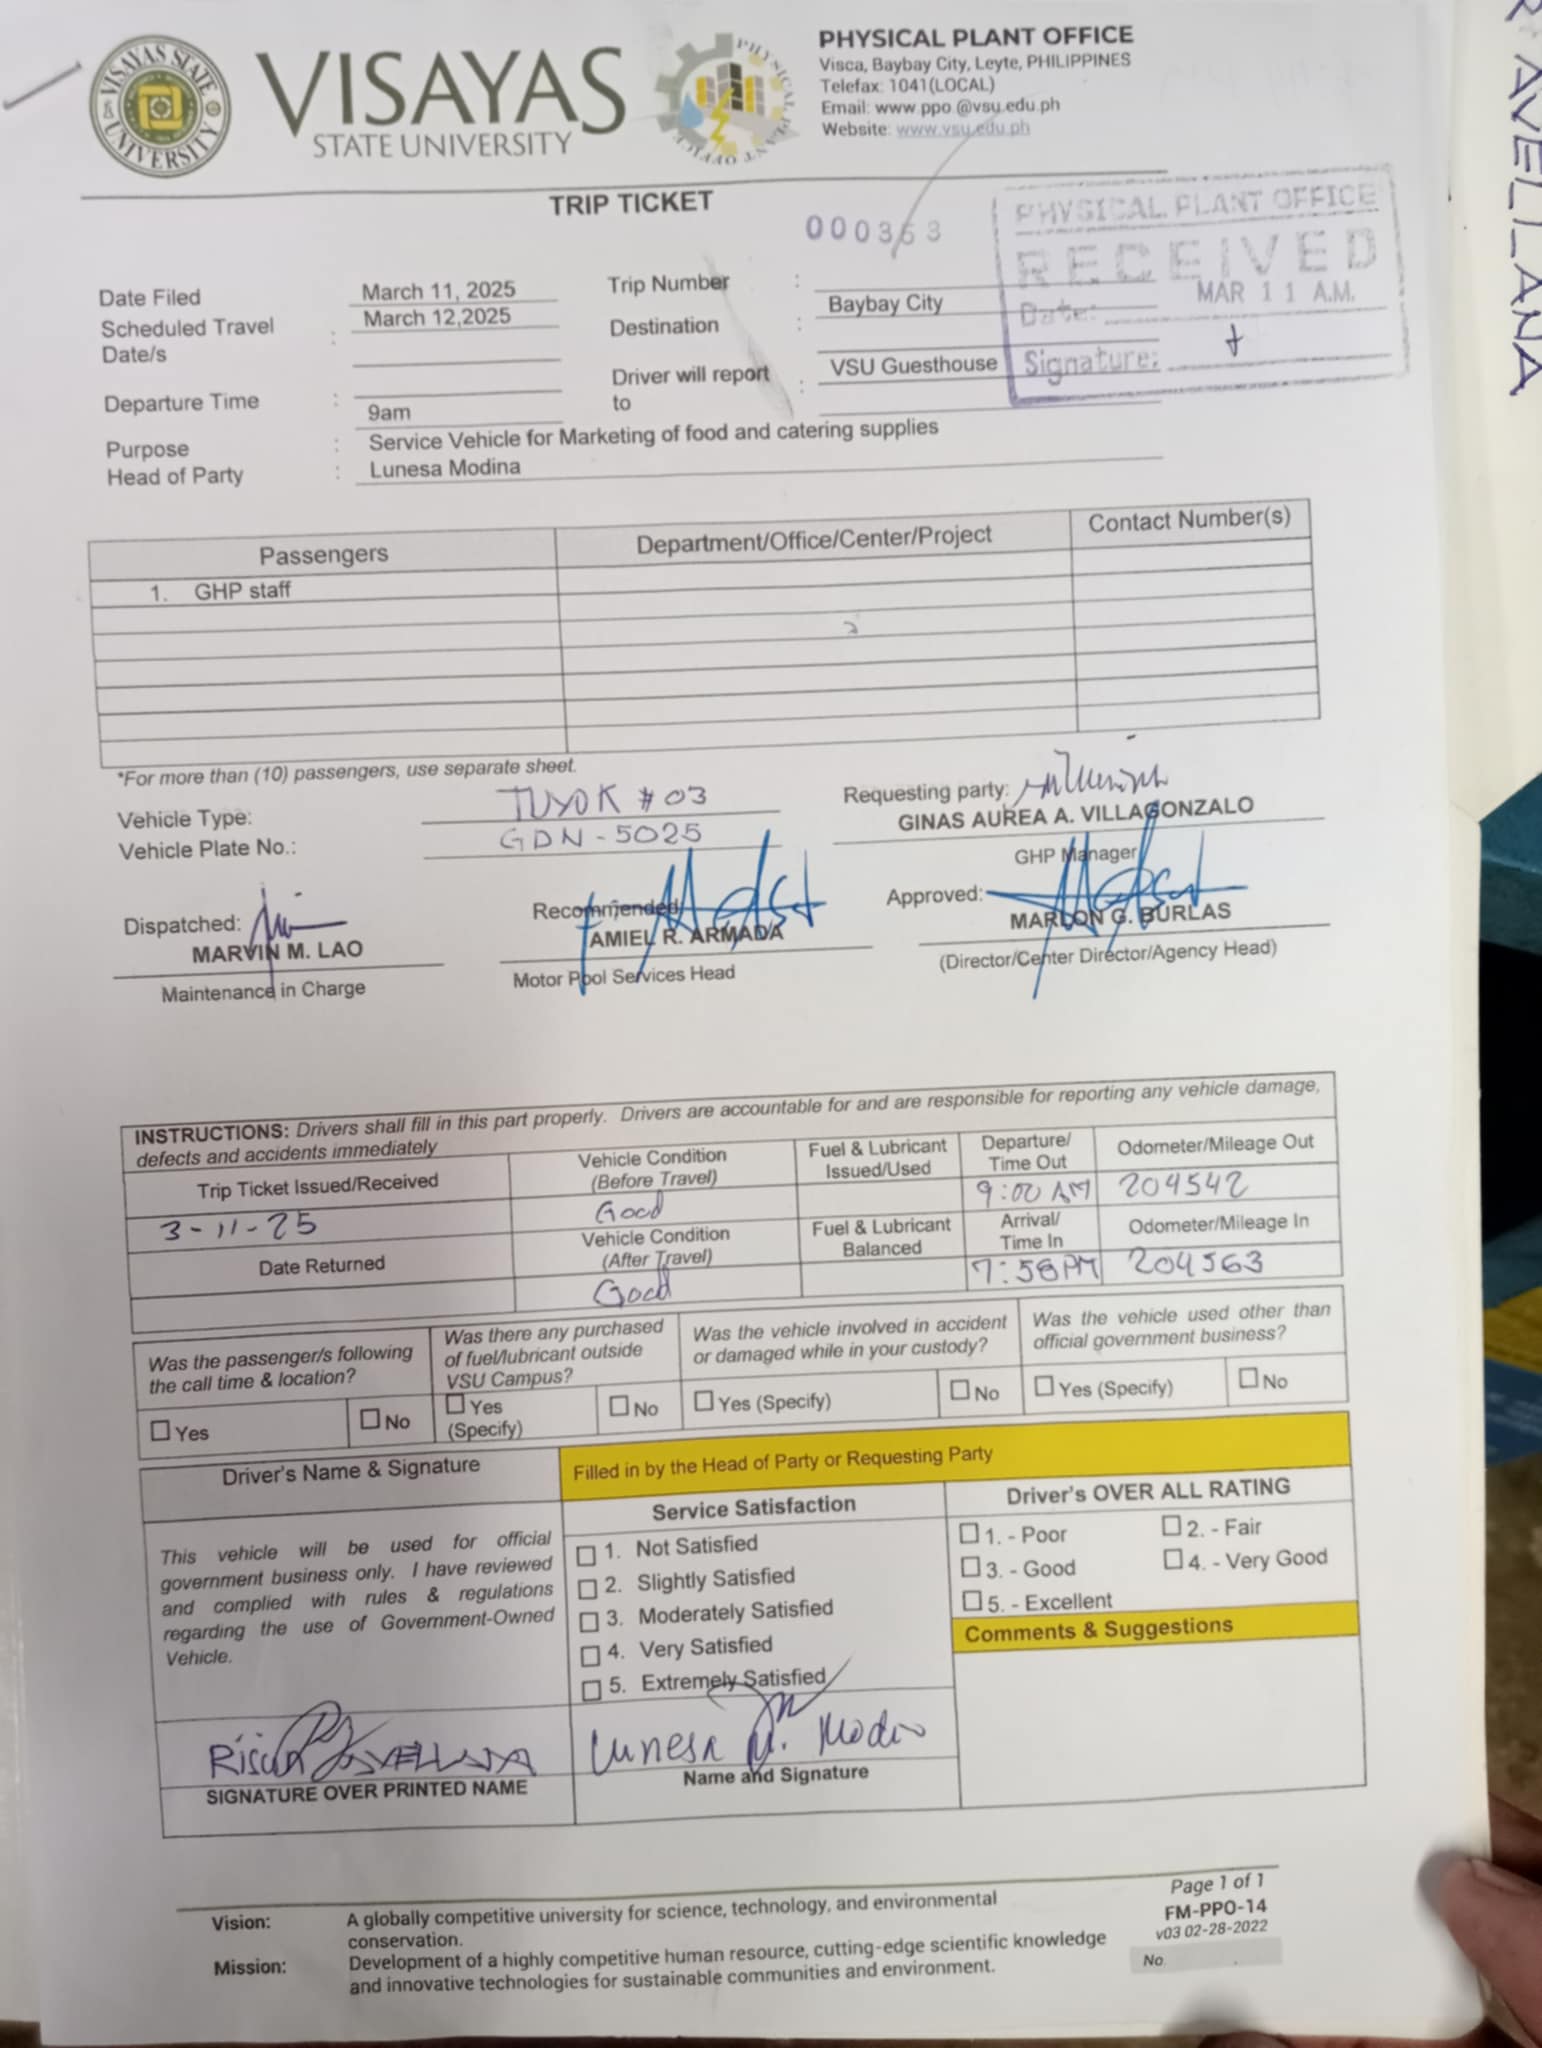 VISAYAS STATE UNIVERSITY
VISAYAS
STATE UNIVERSITY
PHYSICAL PLANT OFFICE
PHYSICAL PLANT OFFICE
Visca, Baybay City, Leyte, PHILIPPINES
Telefax: 1041(LOCAL)
Email: www.ppo @vsu.edu.ph
Website: www.vsu.edu.ph
AVELLANA
TRIP TICKET
000363
PHYSICAL PLANT OFFICE
RECEIVED
Date: MAR 11 A.M.
Signature:
Date Filed March 11, 2025 Trip Number :
Scheduled Travel Date/s : March 12,2025 Destination : Baybay City
Departure Time : 9am Driver will report to : VSU Guesthouse
Purpose : Service Vehicle for Marketing of food and catering supplies
Head of Party : Lunesa Modina
Passengers Department/Office/Center/Project Contact Number(s)
1. GHP staff
*For more than (10) passengers, use separate sheet.
Vehicle Type: TUYOK # 03 Requesting party:
Vehicle Plate No.: GDN - 5025 GINAS AUREA A. VILLAGONZALO
GHP Manager
Dispatched: Recommended Approved:
MARVIN M. LAO AMIEL R. ARMADA MARLON G. BURLAS
Maintenance in Charge Motor Pool Services Head (Director/Center Director/Agency Head)
INSTRUCTIONS: Drivers shall fill in this part properly. Drivers are accountable for and are responsible for reporting any vehicle damage,
defects and accidents immediately
Trip Ticket Issued/Received Vehicle Condition (Before Travel) Fuel & Lubricant Issued/Used Departure/ Time Out Odometer/Mileage Out
3-11-25 Good 9:00 AM 204542
Date Returned Vehicle Condition (After Travel) Fuel & Lubricant Balanced Arrival/ Time In Odometer/Mileage In
Good 7:58 PM 204563
Was the passenger/s following the call time & location? Was there any purchased of fuel/lubricant outside VSU Campus? Was the vehicle involved in accident or damaged while in your custody? Was the vehicle used other than official government business?
Yes No Yes (Specify) No Yes (Specify) No Yes (Specify) No
Driver's Name & Signature Filled in by the Head of Party or Requesting Party
This vehicle will be used for official
government business only. I have reviewed
and complied with rules & regulations
regarding the use of Government-Owned
Vehicle.
Service Satisfaction
1. Not Satisfied
2. Slightly Satisfied
3. Moderately Satisfied
4. Very Satisfied
5. Extremely Satisfied
Driver's OVER ALL RATING
1. - Poor 2. - Fair
3. - Good 4. - Very Good
5. - Excellent
Comments & Suggestions
AVELLANA
SIGNATURE OVER PRINTED NAME
Lunesa M.
Name and Signature
Vision: A globally competitive university for science, technology, and environmental
conservation.
Mission: Development of a highly competitive human resource, cutting-edge scientific knowledge
and innovative technologies for sustainable communities and environment.
Page 1 of 1
FM-PPO-14
v03 02-28-2022
No.